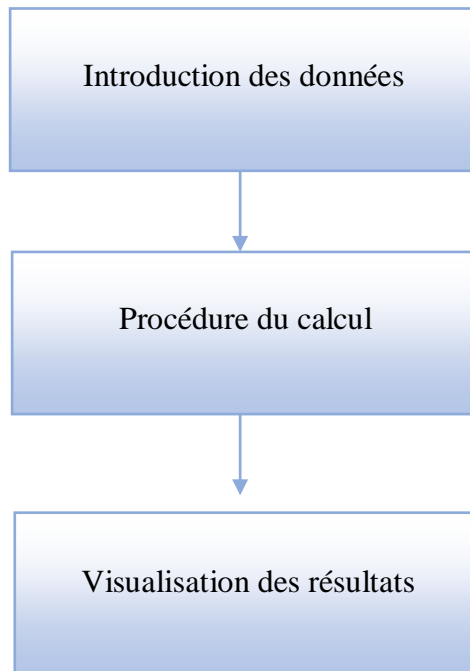 Introduction des données
Procédure du calcul
Visualisation des résultats